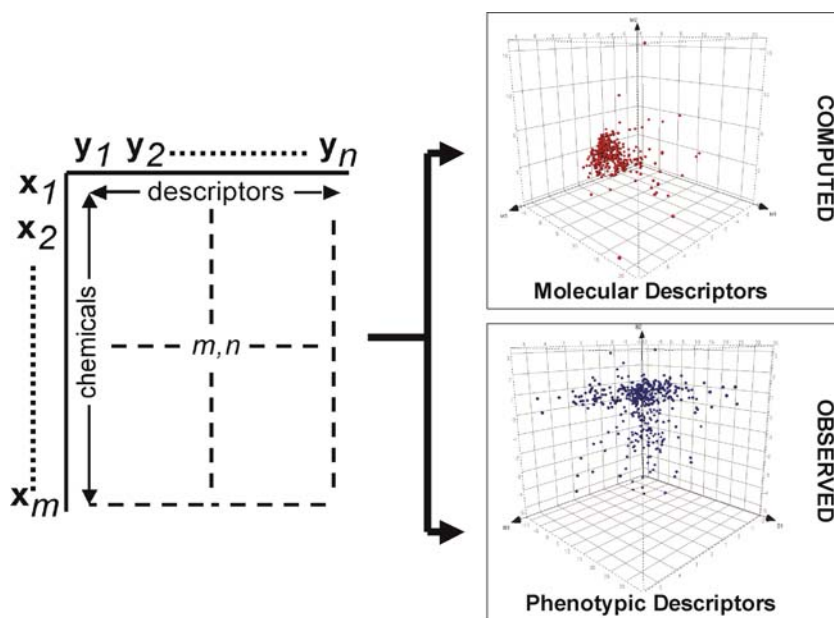 y1 y2 yn
x1
descriptors
x2
chemicals
m,n
xm
COMPUTED
Molecular Descriptors
OBSERVED
Phenotypic Descriptors